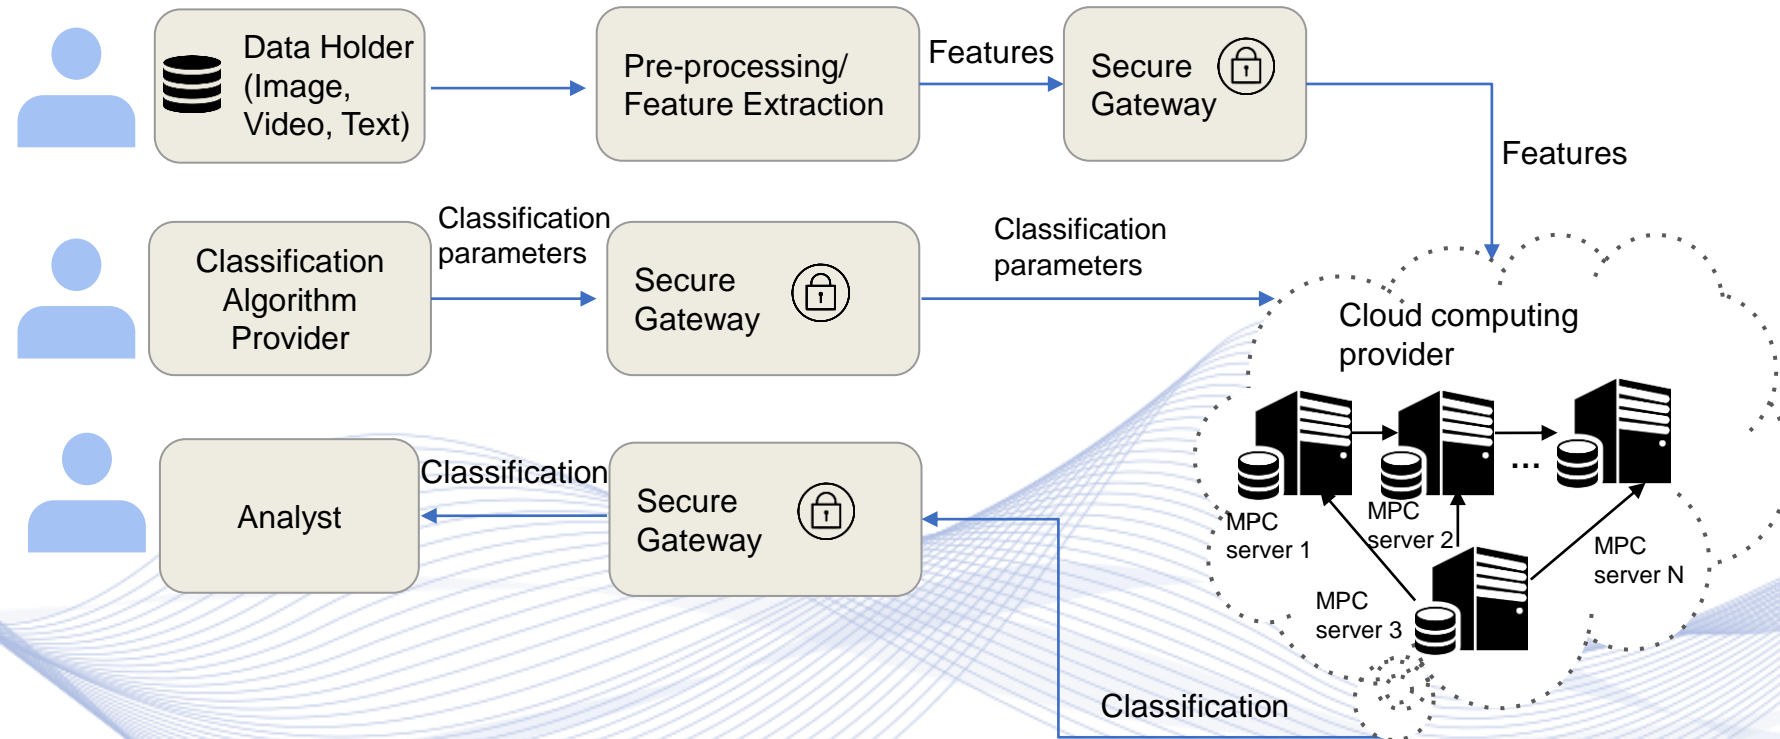 Data Holder
(Image,
Video, Text)
Pre-processing/
Feature Extraction
Features
Secure
Gateway
Features
Classification
Algorithm
Provider
Classification
parameters
Secure
Gateway
Classification
parameters
Cloud computing
provider
MPC
server 1
MPC
server 2
...
MPC
server N
MPC
server 3
Analyst
Classification
Secure
Gateway
Classification